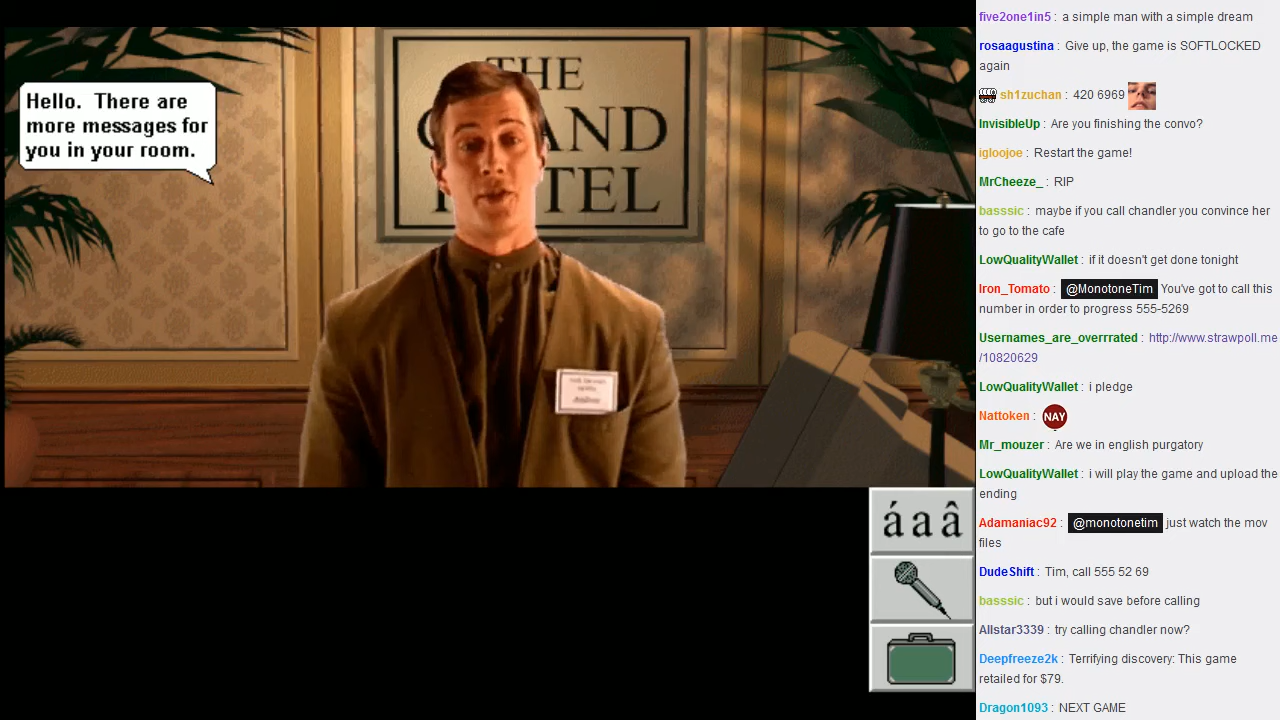 Hello.  There are
more messages for
you in your room.
THE
AND
TEL
á a â
five2one1in5 : a simple man with a simple dream
rosaagustina : Give up, the game is SOFTLOCKED
again
sh1zuchan : 420 6969
InvisibleUp : Are you finishing the convo?
igloojoe : Restart the game!
MrCheeze_ : RIP
basssic : maybe if you call chandler you convince her
to go to the cafe
LowQualityWallet : if it doesn't get done tonight
Iron_Tomato : @MonotoneTim You've got to call this
number in order to progress 555-5269
Usernames_are_overrrated : http://www.strawpoll.me
/10820629
LowQualityWallet : i pledge
Nattoken : NAY
Mr_mouzer : Are we in english purgatory
LowQualityWallet : i will play the game and upload the
ending
Adamaniac92 : @monotonetim just watch the mov
files
DudeShift : Tim, call 555 52 69
basssic : but i would save before calling
Allstar3339 : try calling chandler now?
Deepfreeze2k : Terrifying discovery: This game
retailed for $79.
Dragon1093 : NEXT GAME